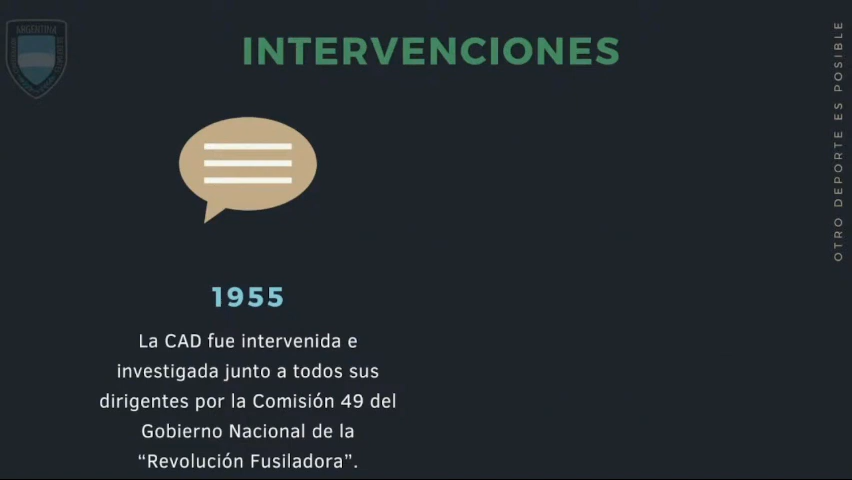 ARGENTINA
INTERVENCIONES
OTRO DEPORTE ES POSIBLE
1955
La CAD fue intervenida e
investigada junto a todos sus
dirigentes por la Comisión 49 del
Gobierno Nacional de la
“Revolución Fusiladora”.